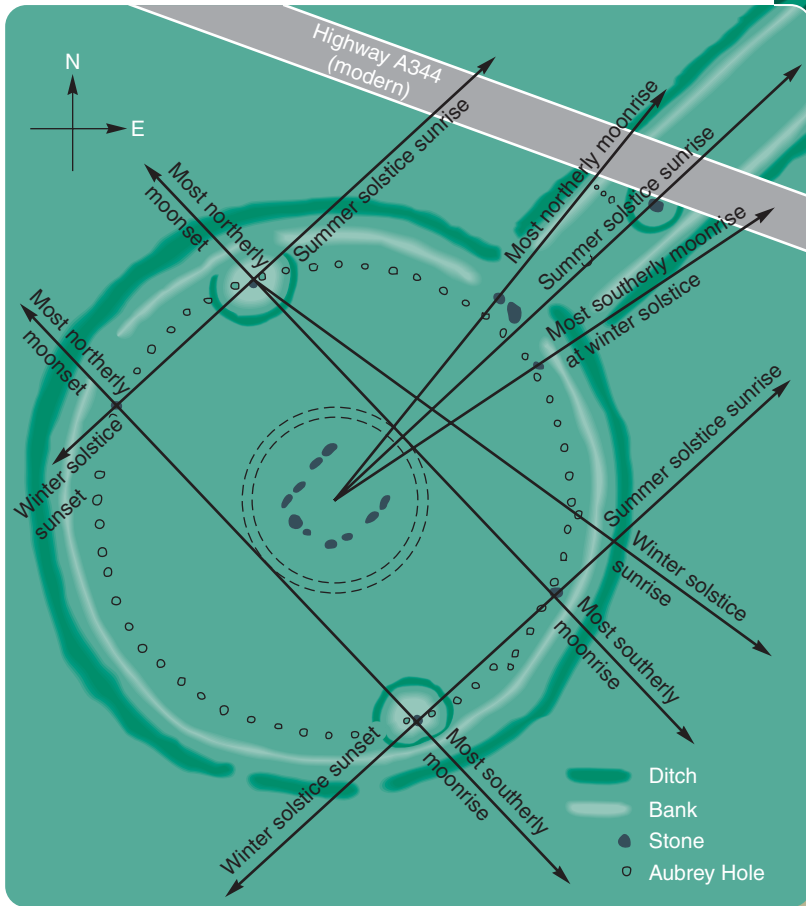 Highway A344
(modern)
N
E
Most northerly
moonset
Summer solstice sunrise
Most northerly moonrise
Summer solstice sunrise
Most southerly moonrise
at winter solstice
Most northerly
moonset
Winter solstice
sunset
Summer solstice sunrise
Winter solstice
sunrise
Most southerly
moonrise
Winter solstice sunset
Most southerly
moonrise
Ditch
Bank
Stone
Aubrey Hole